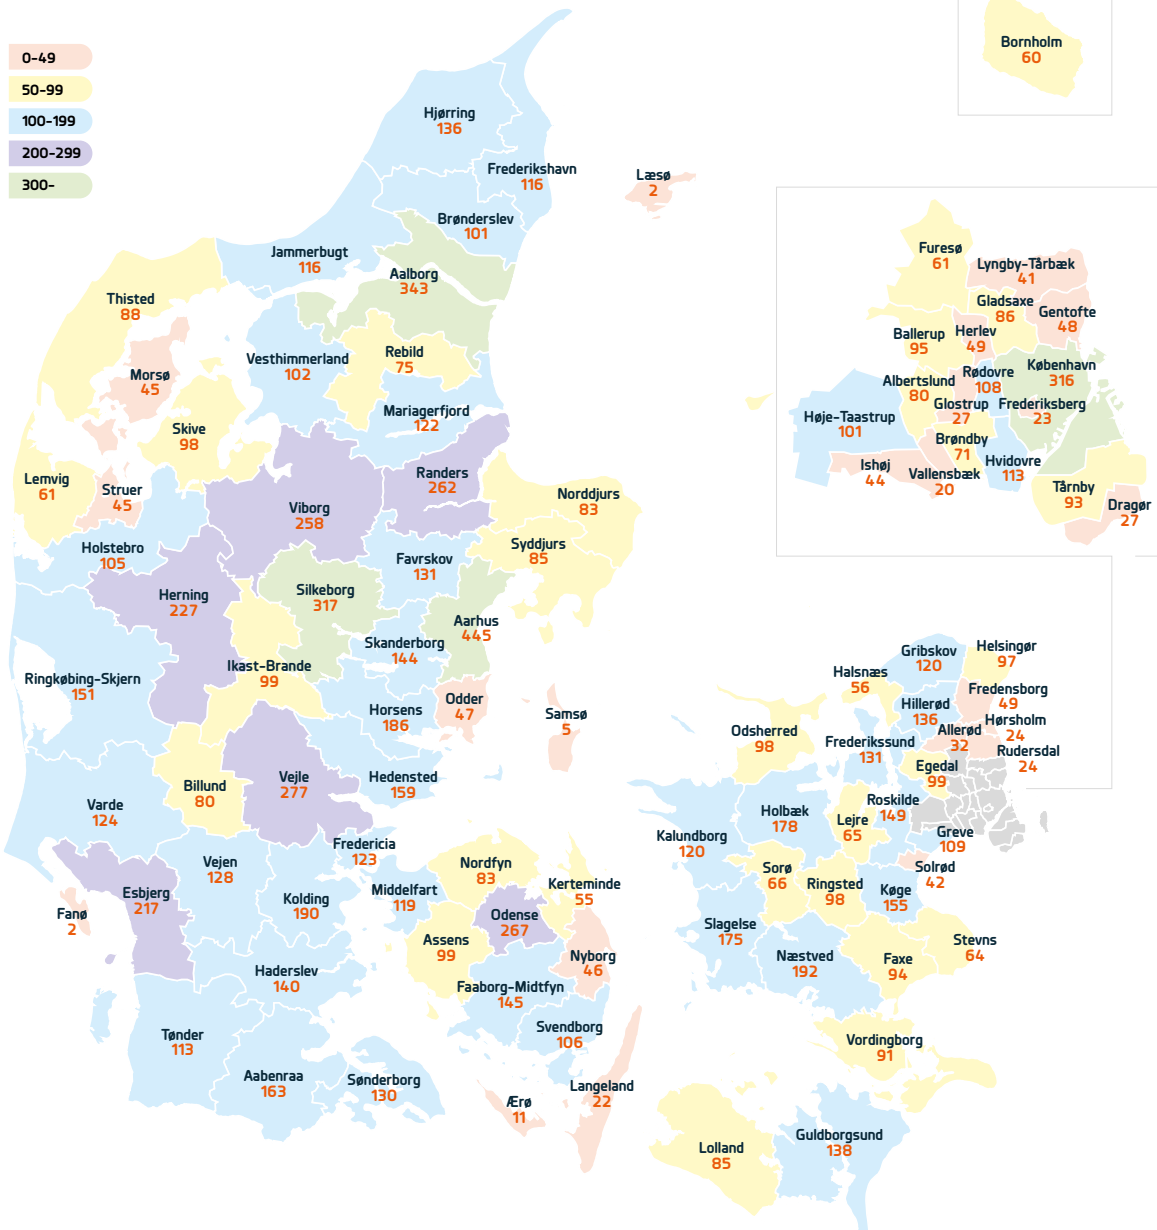 0-49
50-99
100-199
200-299
300-
Bornholm
60
Hjørring
136
Frederikshavn
116
Læsø
2
Brønderslev
101
Jammerbugt
116
Aalborg
343
Thisted
88
Morsø
45
Vesthimmerland
102
Rebild
75
Mariagerfjord
122
Skive
98
Lemvig
61
Struer
45
Viborg
258
Randers
262
Norddjurs
83
Syddjurs
85
Holstebro
105
Favrskov
131
Herning
227
Silkeborg
317
Aarhus
445
Skanderborg
144
Ikast-Brande
99
Ringkøbing-Skjern
151
Horsens
186
Odder
47
Samsø
5
Hedensted
159
Vejle
277
Billund
80
Varde
124
Fredericia
123
Vejen
128
Kolding
190
Esbjerg
217
Fanø
2
Middelfart
119
Nordfyn
83
Kerteminde
55
Odense
267
Assens
99
Nyborg
46
Haderslev
140
Faaborg-Midtfyn
145
Svendborg
106
Tønder
113
Aabenraa
163
Sønderborg
130
Ærø
11
Langeland
22
Furesø
61
Lyngby-Tårbæk
41
Gladsaxe
86
Gentofte
48
Ballerup
95
Herlev
49
Rødovre
108
København
316
Albertslund
80
Glostrup
27
Frederiksberg
23
Høje-Taastrup
101
Brøndby
71
Hvidovre
113
Ishøj
44
Vallensbæk
20
Tårnby
93
Dragør
27
Gribskov
120
Helsingør
97
Halsnæs
56
Fredensborg
49
Hillerød
136
Hørsholm
24
Allerød
32
Rudersdal
24
Odsherred
98
Frederikssund
131
Egedal
99
Roskilde
149
Holbæk
178
Lejre
65
Kalundborg
120
Greve
109
Solrød
42
Sorø
66
Ringsted
98
Køge
155
Slagelse
175
Næstved
192
Faxe
94
Stevns
64
Vordingborg
91
Guldborgsund
138
Lolland
85